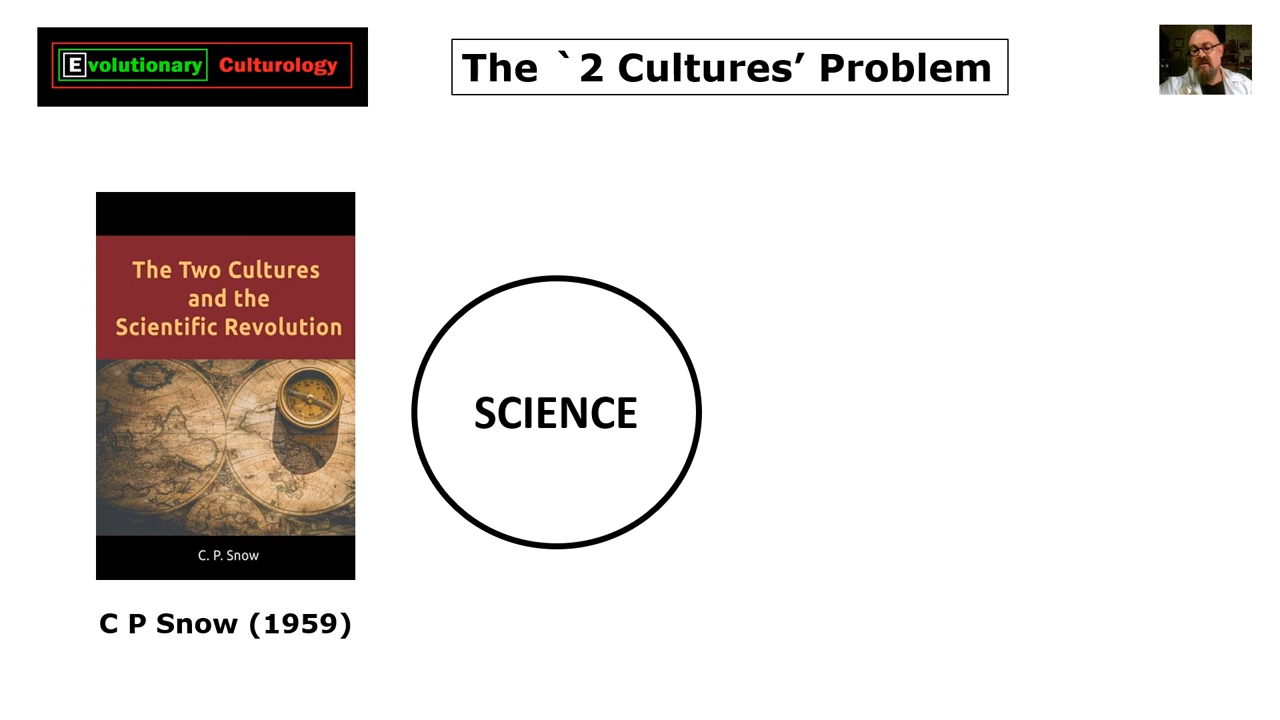 Evolutionary Culturology
The `2 Cultures’ Problem
The Two Cultures
and the
Scientific Revolution
C. P. Snow
SCIENCE
C P Snow (1959)